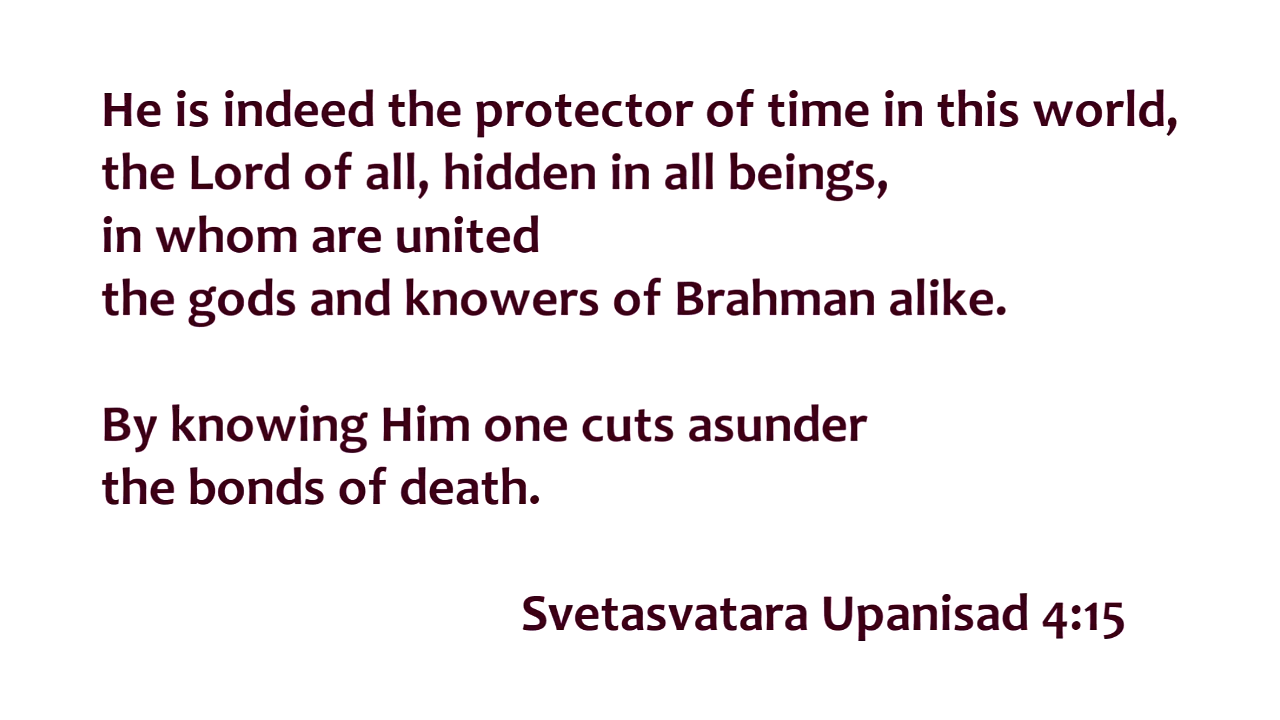 He is indeed the protector of time in this world,
the Lord of all, hidden in all beings,
in whom are united
the gods and knowers of Brahman alike.
By knowing Him one cuts asunder
the bonds of death.
Svetasvatara Upanisad 4:15